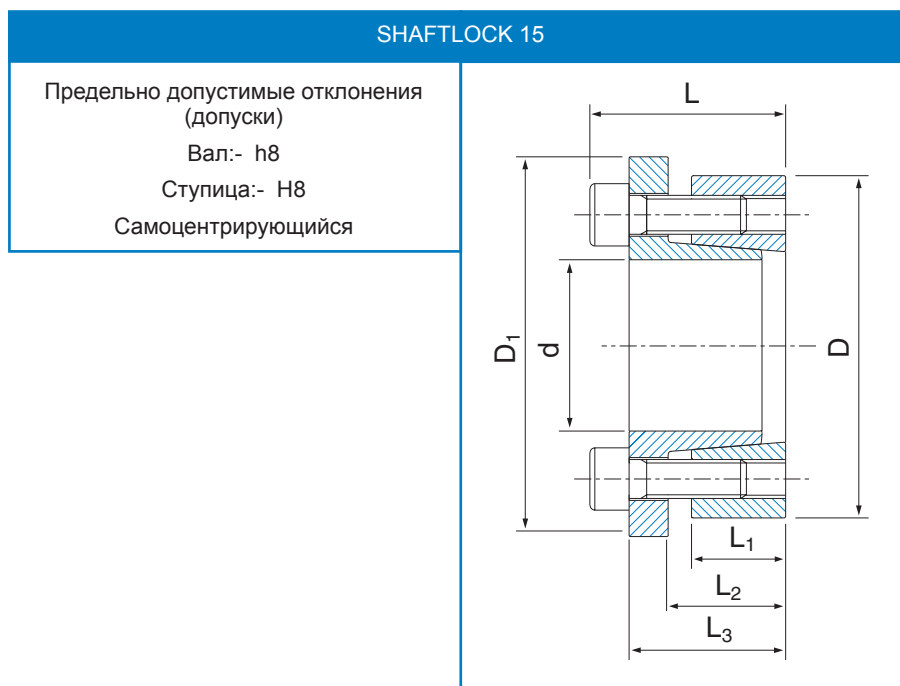 SHAFTLOCK 15
Предельно допустимые отклонения
(допуски)
Вал:- h8
Ступица:- H8
Самоцентрирующийся
L
D₁
d
D
L₁
L₂
L₃